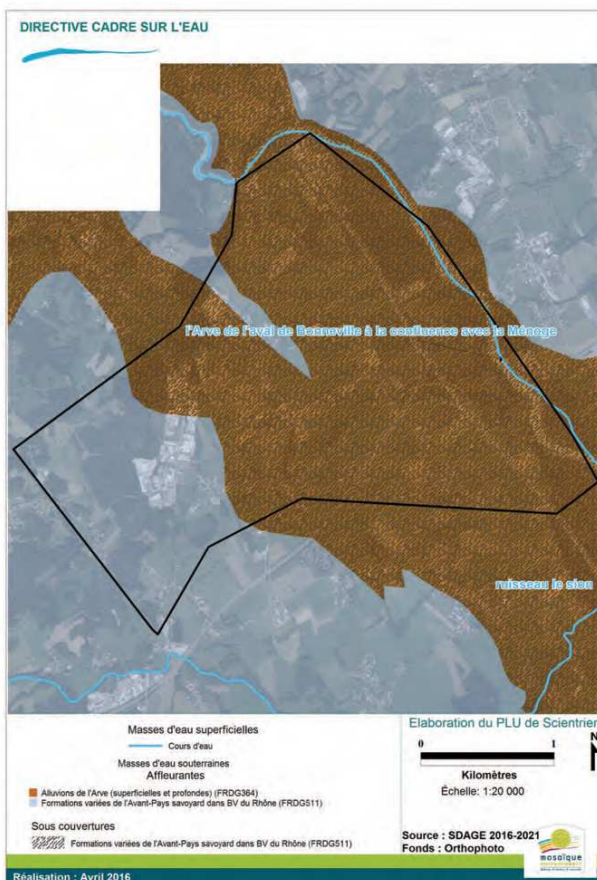 DIRECTIVE CADRE SUR L'EAU
l'Arve de l'aval de Bonneville à la confluence avec la Ménoge
ruisseau le sion
Masses d'eau superficielles
Cours d'eau
Masses d'eau souterraines
Affleurantes
Alluvions de l'Arve (superficielles et profondes) (FRDG364)
Formations variées de l'Avant-Pays savoyard dans BV du Rhône (FRDG511)
Sous couvertures
Formations variées de l'Avant-Pays savoyard dans BV du Rhône (FRDG511)
Elaboration du PLU de Scientrier
0 1
N
Kilomètres
Échelle: 1:20 000
Source : SDAGE 2016-2021
Fonds : Orthophoto
mosaïque
Réalisation : Avril 2016